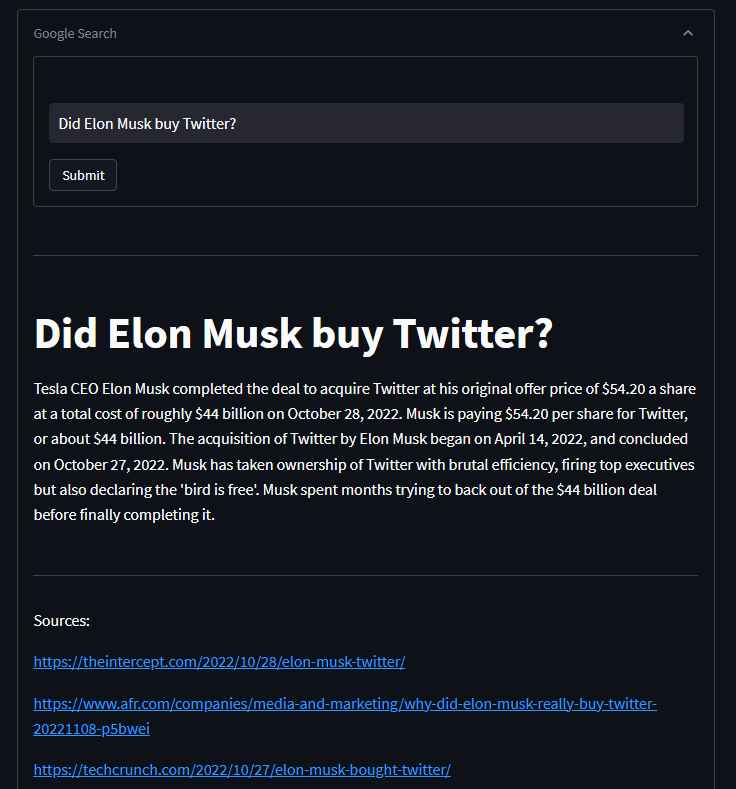 Google Search
Did Elon Musk buy Twitter?
Submit
Did Elon Musk buy Twitter?
Tesla CEO Elon Musk completed the deal to acquire Twitter at his original offer price of $54.20 a share
at a total cost of roughly $44 billion on October 28, 2022. Musk is paying $54.20 per share for Twitter,
or about $44 billion. The acquisition of Twitter by Elon Musk began on April 14, 2022, and concluded
on October 27, 2022. Musk has taken ownership of Twitter with brutal efficiency, firing top executives
but also declaring the 'bird is free'. Musk spent months trying to back out of the $44 billion deal
before finally completing it.
Sources:
https://theintercept.com/2022/10/28/elon-musk-twitter/
https://www.afr.com/companies/media-and-marketing/why-did-elon-musk-really-buy-twitter-
20221108-p5bwei
https://techcrunch.com/2022/10/27/elon-musk-bought-twitter/